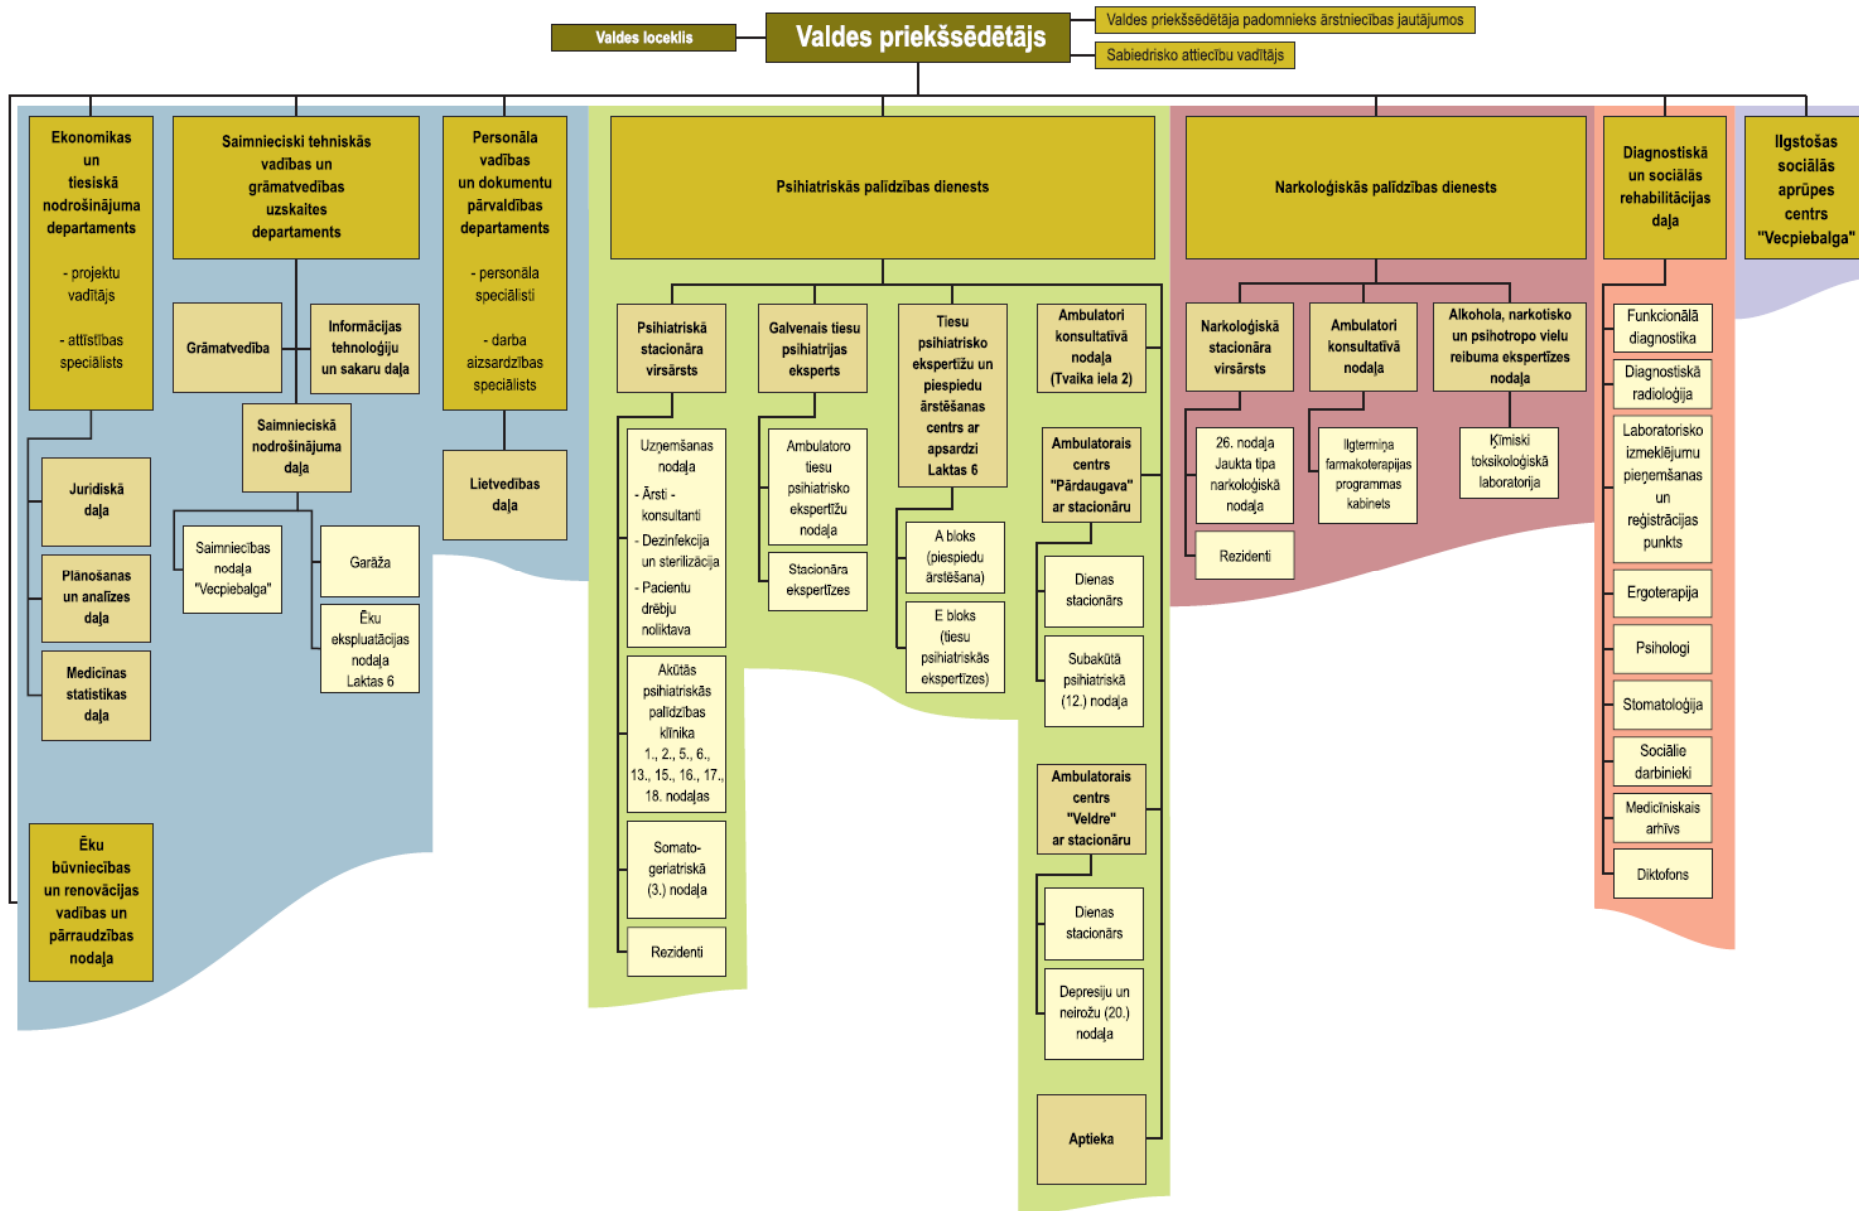 Valdes loceklis
Valdes priekšsēdētājs
Valdes priekšsēdētāja padomnieks ārstniecības jautājumos
Sabiedrisko attiecību vadītājs
Ekonomikas
un
tiesiskā
nodrošinājuma
departaments
- projektu
vadītājs
- attīstības
speciālists
Juridiskā
daļa
Plānošanas
un analīzes
daļa
Medicīnas
statistikas
daļa
Ēku
būvniecības
un renovācijas
vadības un
pārraudzības
nodaļa
Saimnieciski tehniskās
vadības un
grāmatvedības
uzskaites
departaments
Grāmatvedība
Informācijas
tehnoloģiju
un sakaru daļa
Saimnieciskā
nodrošinājuma
daļa
Saimniecības
nodaļa
"Vecpiebalga"
Garāža
Ēku
ekspluatācijas
nodaļa
Laktas 6
Personāla
vadības
un dokumentu
pārvaldības
departaments
- personāla
speciālisti
- darba
aizsardzības
speciālists
Lietvedības
daļa
Psihiatriskās palīdzības dienests
Psihiatriskā
stacionāra
virsārsts
Uzņemšanas
nodaļa
- Ārsti -
konsultanti
- Dezinfekcija
un sterilizācija
- Pacientu
drēbju
noliktava
Akūtās
psihiatriskās
palīdzības
klīnika
1., 2., 5., 6.,
13., 15., 16., 17.,
18. nodaļas
Somato-
geriatriskā
(3.) nodaļa
Rezidenti
Galvenais tiesu
psihiatrijas
eksperts
Ambulatoro
tiesu
psihiatrisko
ekspertīžu
nodaļa
Stacionāra
ekspertīzes
Tiesu
psihiatrisko
ekspertīžu un
piespiedu
ārstēšanas
centrs ar
apsardzi
Laktas 6
A bloks
(piespiedu
ārstēšana)
E bloks
(tiesu
psihiatriskās
ekspertīzes)
Ambulatori
konsultatīvā
nodaļa
(Tvaika iela 2)
Ambulatorais
centrs
"Pārdaugava"
ar stacionāru
Dienas
stacionārs
Subakūtā
psihiatriskā
(12.) nodaļa
Ambulatorais
centrs
"Veldre"
ar stacionāru
Dienas
stacionārs
Depresiju un
neirožu (20.)
nodaļa
Aptieka
Narkoloģiskās palīdzības dienests
Narkoloģiskā
stacionāra
virsārsts
26. nodaļa
Jaukta tipa
narkoloģiskā
nodaļa
Rezidenti
Ambulatori
konsultatīvā
nodaļa
Ilgtermiņa
farmakoterapijas
programmas
kabinets
Alkohola, narkotisko
un psihotropo vielu
reibuma ekspertīzes
nodaļa
Ķīmiski
toksikoloģiskā
laboratorija
Diagnostiskā
un sociālās
rehabilitācijas
daļa
Funkcionālā
diagnostika
Diagnostiskā
radioloģija
Laboratorisko
izmeklējumu
pieņemšanas
un
reģistrācijas
punkts
Ergoterapija
Psihologi
Stomatoloģija
Sociālie
darbinieki
Medicīniskais
arhīvs
Diktofons
Ilgstošas
sociālās
aprūpes
centrs
"Vecpiebalga"